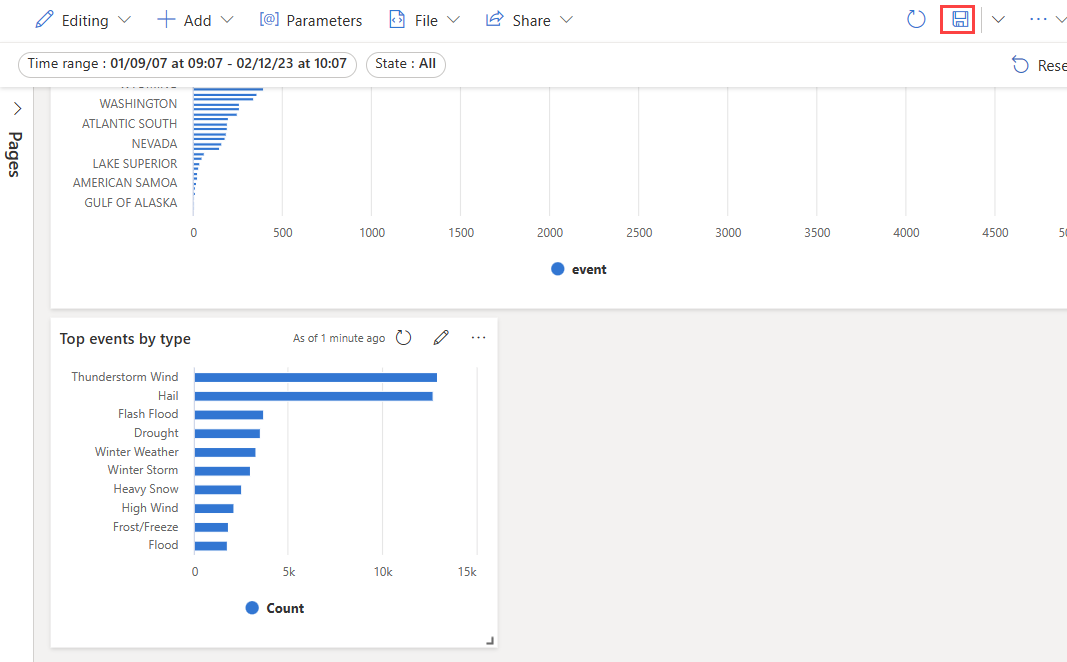 Editing Add [@] Parameters File Share
Time range : 01/09/07 at 09:07 - 02/12/23 at 10:07 State : All
Pages
WASHINGTON
ATLANTIC SOUTH
NEVADA
LAKE SUPERIOR
AMERICAN SAMOA
GULF OF ALASKA
0 500 1000 1500 2000 2500 3000 3500 4000 4500
event
Top events by type As of 1 minute ago
Thunderstorm Wind
Hail
Flash Flood
Drought
Winter Weather
Winter Storm
Heavy Snow
High Wind
Frost/Freeze
Flood
0 5k 10k 15k
Count